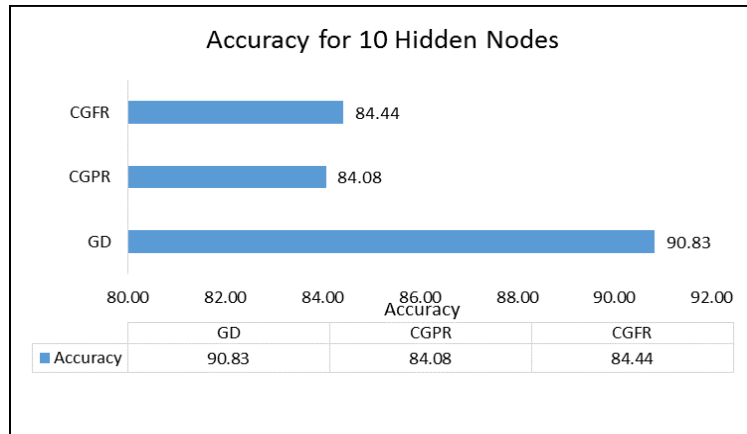 Accuracy for 10 Hidden Nodes
CGFR 84.44
CGPR 84.08
GD 90.83
80.00 82.00 84.00 86.00 88.00 90.00 92.00
Accuracy
GD CGPR CGFR
Accuracy 90.83 84.08 84.44